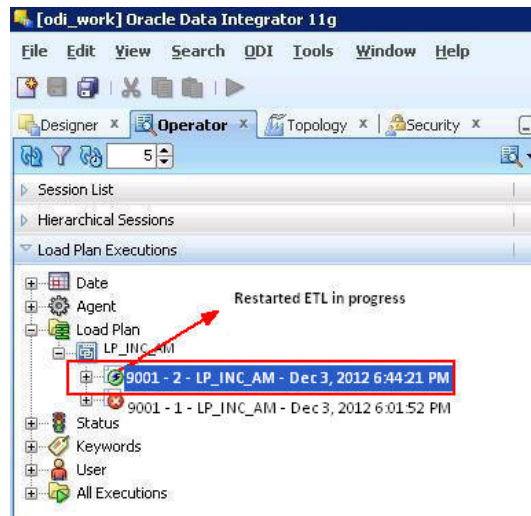 [odi_work] Oracle Data Integrator 11g
File Edit View Search ODI Tools Window Help
Designer x Operator x Topology x Security x
5
Session List
Hierarchical Sessions
Load Plan Executions
Date
Restarted ETL in progress
Agent
Load Plan
LP_INC_AM
9001 - 2 - LP_INC_AM - Dec 3, 2012 6:44:21 PM
9001 - 1 - LP_INC_AM - Dec 3, 2012 6:01:52 PM
Status
Keywords
User
All Executions